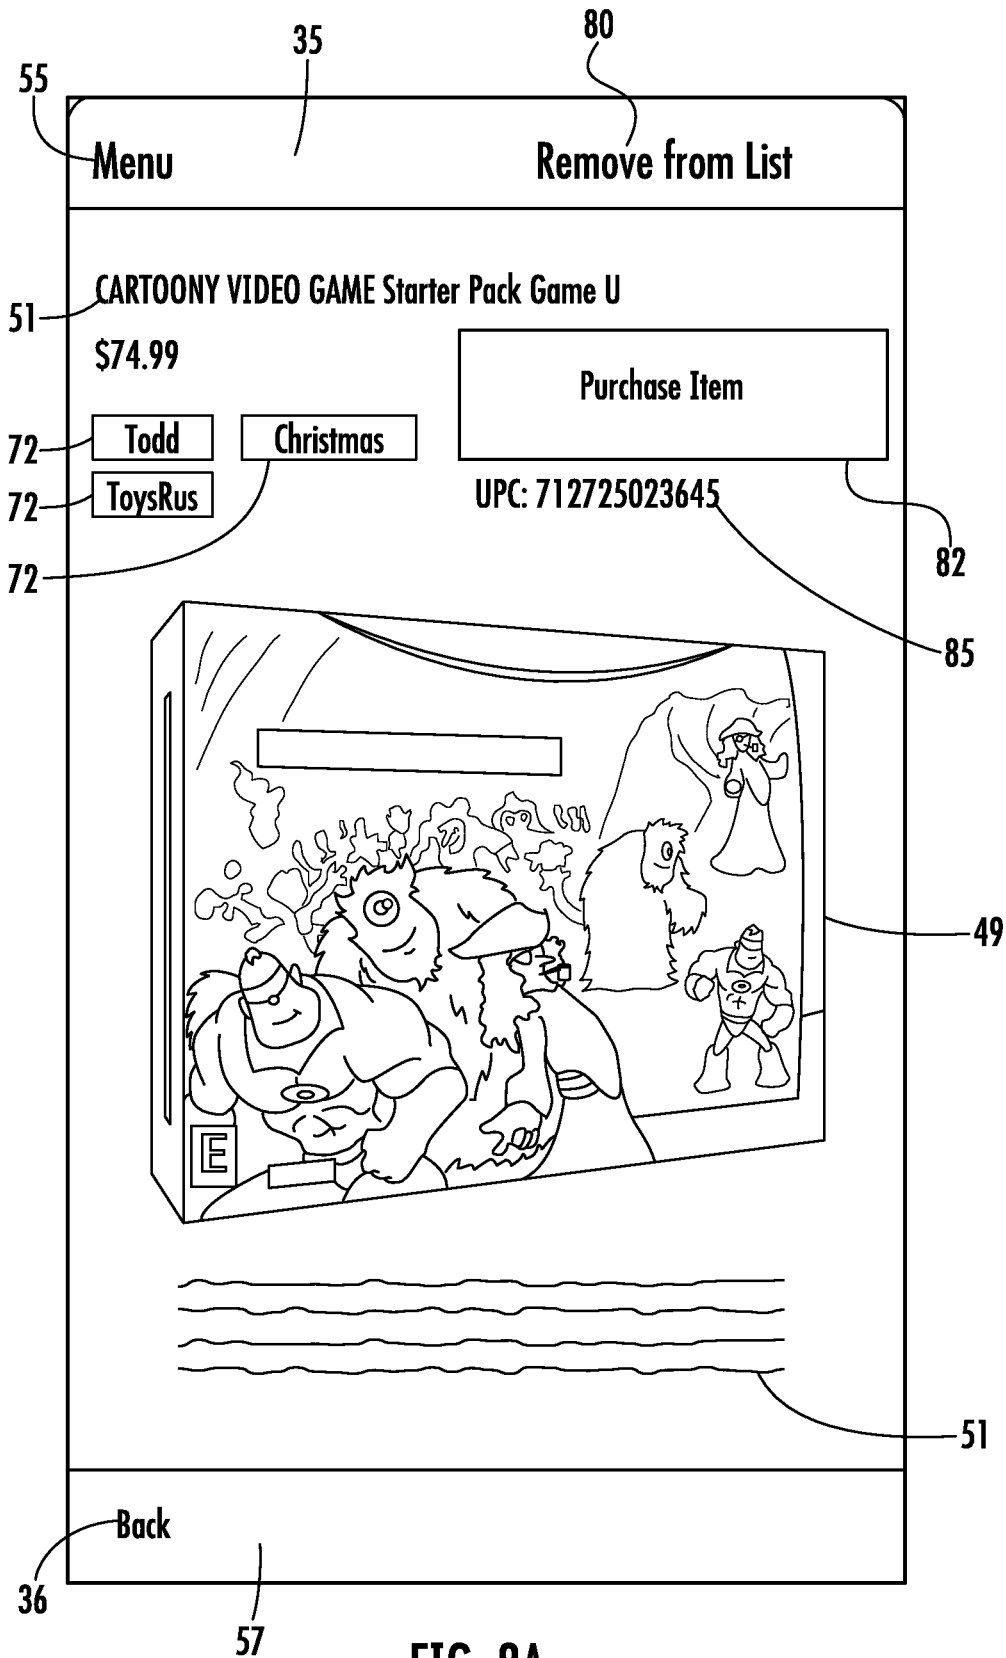 80
35
55
Menu
Remove from List
CARTOONY VIDEO GAME Starter Pack Game U
51
$74.99
Purchase Item
72
Todd
Christmas
72
ToysRus
UPC: 712725023645
82
72
85
49
E
51
Back
36
57